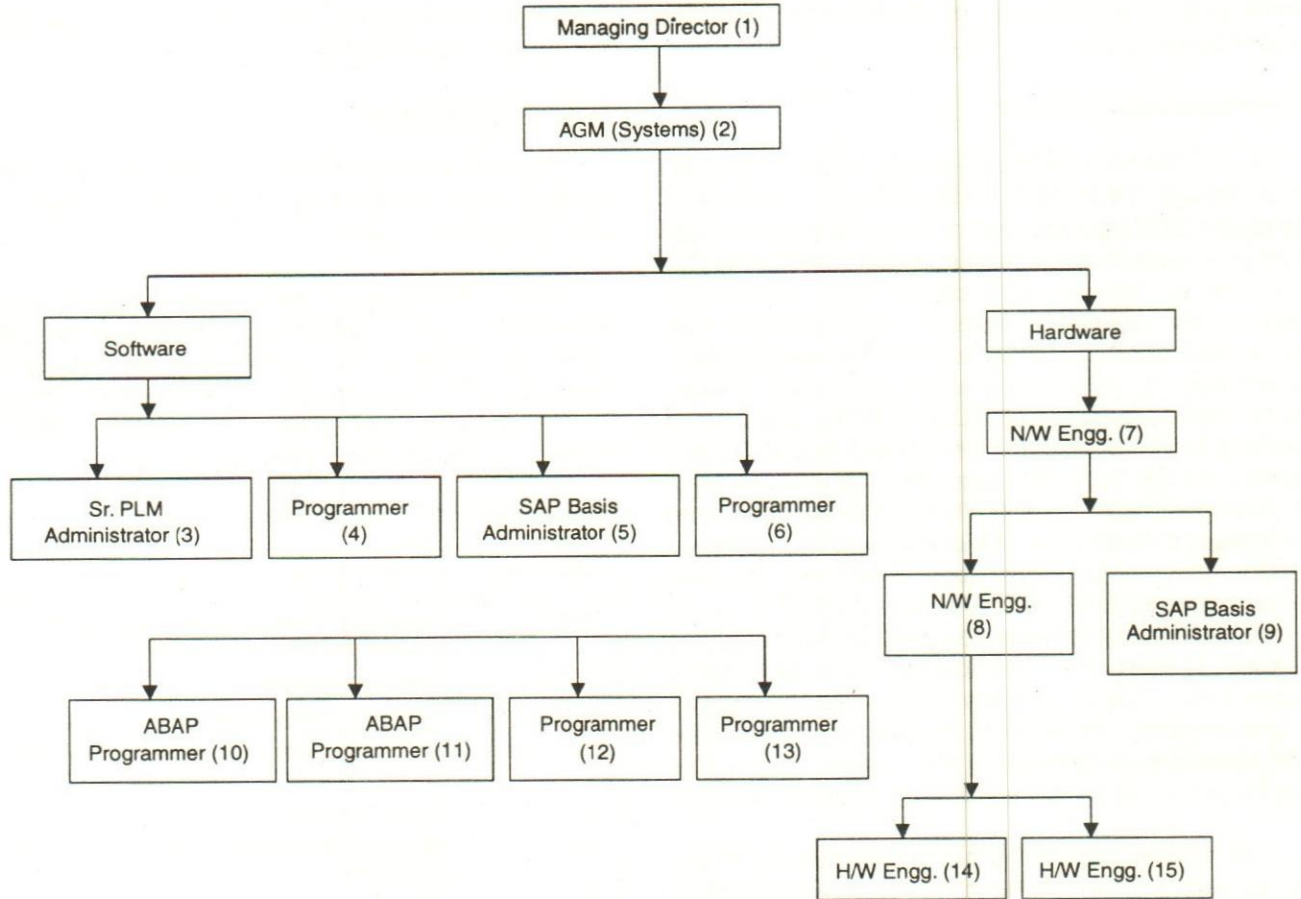 Managing Director (1)
AGM (Systems) (2)
Software
Hardware
N/W Engg. (7)
Sr. PLM
Administrator (3)
Programmer
(4)
SAP Basis
Administrator (5)
Programmer
(6)
N/W Engg.
(8)
SAP Basis
Administrator (9)
ABAP
Programmer (10)
ABAP
Programmer (11)
Programmer
(12)
Programmer
(13)
H/W Engg. (14)
H/W Engg. (15)